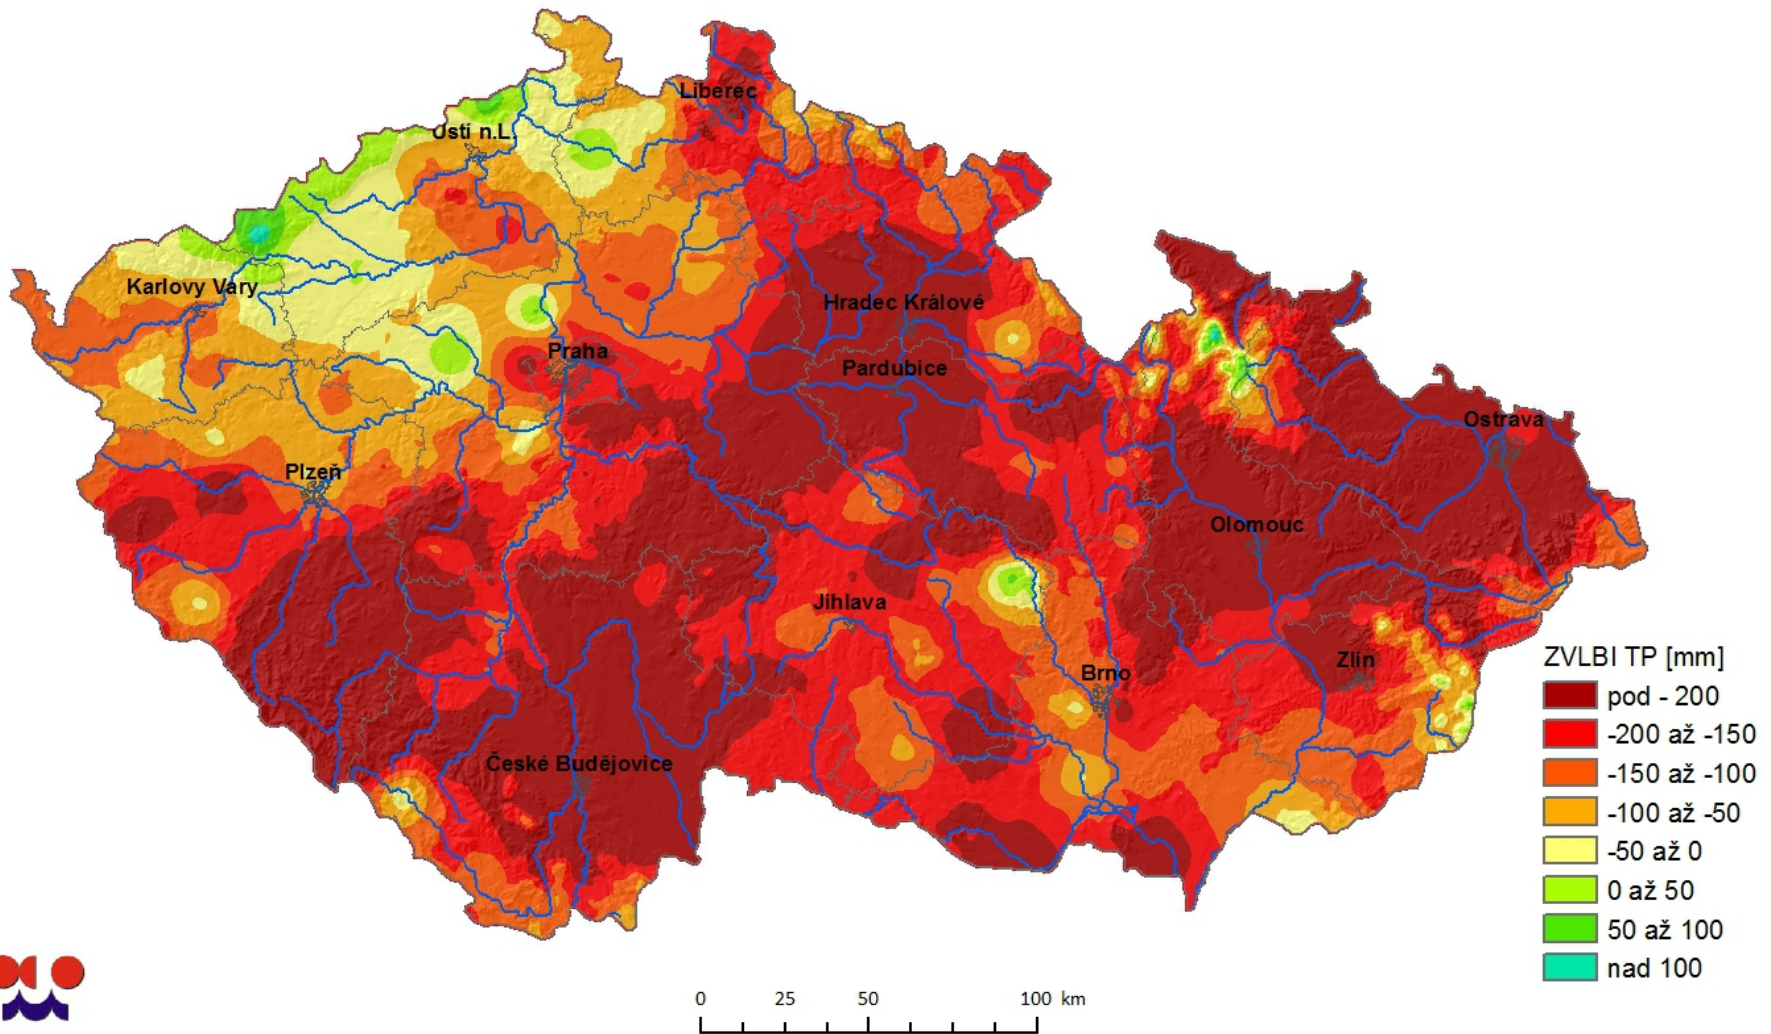 Liberec
Ústí n.L.
Karlovy Vary
Hradec Králové
Praha
Pardubice
Ostrava
Plzeň
Olomouc
Jihlava
Zlín
Brno
České Budějovice
ZVLBI TP [mm]
pod - 200
-200 až -150
-150 až -100
-100 až -50
-50 až 0
0 až 50
50 až 100
nad 100
0 25 50 100 km